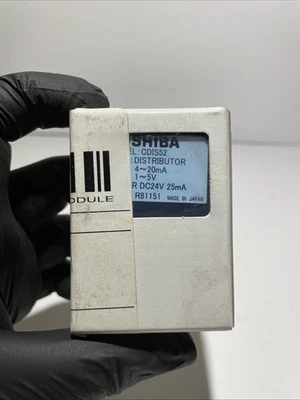 SHIBA
EL: CDIS52
: DISTRIBUTOR
4~20mA
1~5V
R DC24V 25mA
R81151 MADE IN JAPAN
ODULE